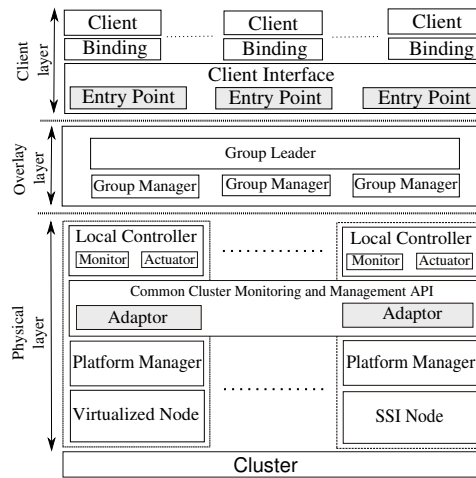 Client Client Client
Binding Binding Binding
Client layer
Client Interface
Entry Point Entry Point Entry Point
Overlay layer
Group Leader
Group Manager Group Manager Group Manager
Physical layer
Local Controller Local Controller
Monitor Actuator Monitor Actuator
Common Cluster Monitoring and Management API
Adaptor Adaptor
Platform Manager Platform Manager
Virtualized Node SSI Node
Cluster